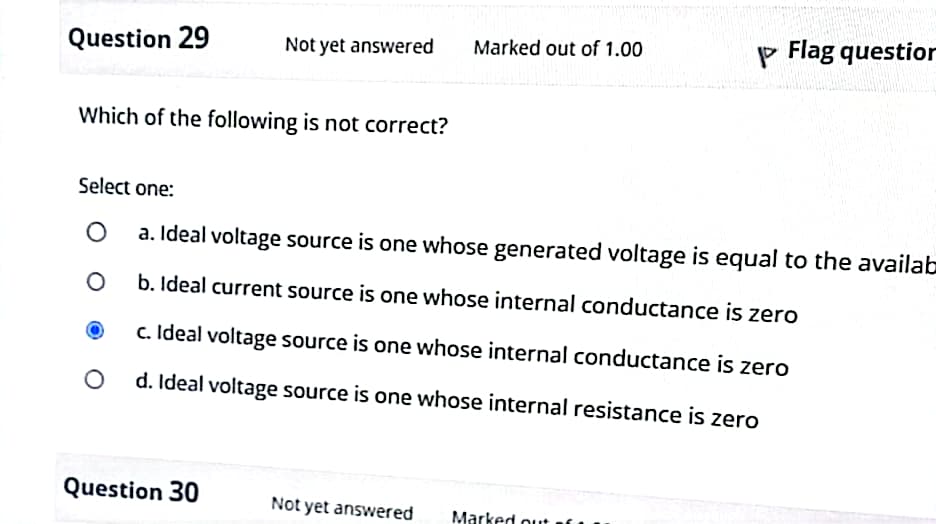 Question 29 Not yet answered Marked out of 1.00 Flag question
Which of the following is not correct?
Select one:
a. Ideal voltage source is one whose generated voltage is equal to the availab
b. Ideal current source is one whose internal conductance is zero
c. Ideal voltage source is one whose internal conductance is zero
d. Ideal voltage source is one whose internal resistance is zero
Question 30 Not yet answered Marked out of